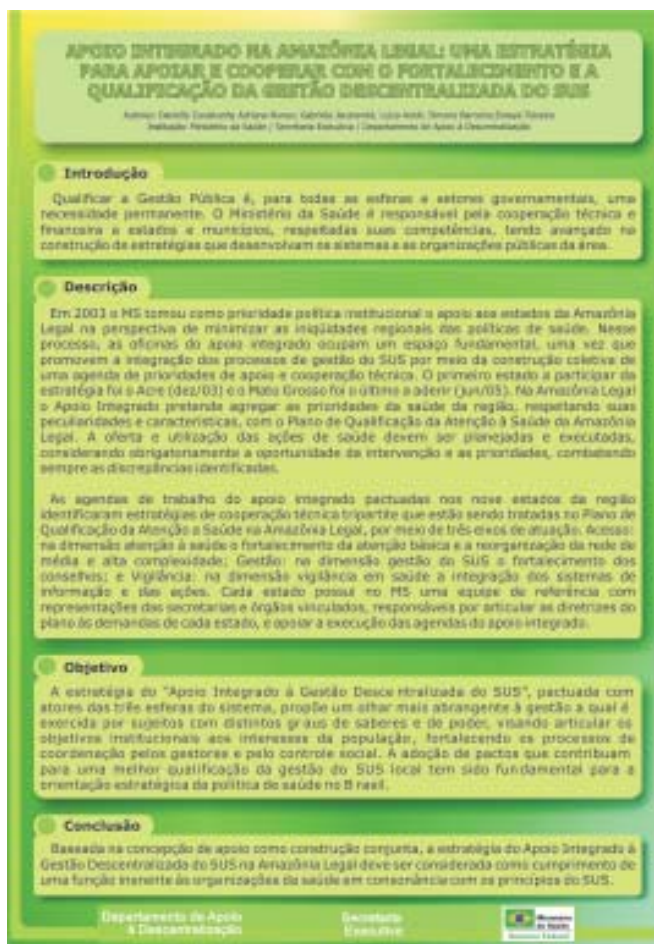 APOIO INTEGRADO NA AMAZÔNIA LEGAL: UMA ESTRATÉGIA
PARA APOIAR E COOPERAR COM O FORTALECIMENTO E A
QUALIFICAÇÃO DA GESTÃO DESCENTRALIZADA DO SUS
Instituição: Ministério da Saúde / Secretaria Executiva / Departamento de Apoio à Descentralização
Introdução
Qualificar a Gestão Pública é, para todas as esferas e setores governamentais, uma
necessidade permanente. O Ministério da Saúde é responsável pela cooperação técnica e
financeira a estados e municípios, respeitadas suas competências, tendo avançado na
construção de estratégias que desenvolvam os sistemas e as organizações públicas da área.
Descrição
Em 2003 o MS tomou como prioridade política institucional o apoio aos estados da Amazônia
Legal na perspectiva de minimizar as iniqüidades regionais das políticas de saúde. Nesse
processo, as oficinas do apoio integrado ocupam um espaço fundamental, uma vez que
promovem a integração dos processos de gestão do SUS por meio da construção coletiva de
uma agenda de prioridades de apoio e cooperação técnica. O primeiro estado a participar da
estratégia foi o Acre (dez/03) e o Mato Grosso foi o último a aderir (jun/05). Na Amazônia Legal
o Apoio Integrado pretende agregar as prioridades da saúde da região, respeitando suas
peculiaridades e características, com o Plano de Qualificação da Atenção à Saúde da Amazônia
Legal. A oferta e utilização das ações de saúde devem ser planejadas e executadas,
considerando obrigatoriamente a oportunidade da intervenção e as prioridades, combatendo
sempre as discrepâncias identificadas.
As agendas de trabalho do apoio integrado pactuadas nos nove estados da região
identificaram estratégias de cooperação técnica tripartite que estão sendo tratadas no Plano de
Qualificação da Atenção a Saúde na Amazônia Legal, por meio de três eixos de atuação. Acesso:
na dimensão atenção à saúde o fortalecimento da atenção básica e a reorganização da rede de
média e alta complexidade; Gestão: na dimensão gestão do SUS o fortalecimento dos
conselhos; e Vigilância: na dimensão vigilância em saúde a integração dos sistemas de
informação e das ações. Cada estado possui no MS uma equipe de referência com
representações das secretarias e órgãos vinculados, responsáveis por articular as diretrizes do
plano às demandas de cada estado, e apoiar a execução das agendas do apoio integrado.
Objetivo
A estratégia do "Apoio Integrado à Gestão Desce ntralizada do SUS", pactuada com
atores das três esferas do sistema, propõe um olhar mais abrangente à gestão a qual é
exercida por sujeitos com distintos gr aus de saberes e de poder, visando articular os
objetivos institucionais aos interesses da população, fortalecendo os processos de
coordenação pelos gestores e pelo controle social. A adoção de pactos que contribuam
para uma melhor qualificação da gestão do SUS local tem sido fundamental para a
orientação estratégica da política de saúde no B rasil.
Conclusão
Baseada na concepção de apoio como construção conjunta, a estratégia do Apoio Integrado à
Gestão Descentralizada do SUS na Amazônia Legal deve ser considerada como cumprimento de
uma função inerente às organizações da saúde em consonância com os princípios do SUS.
Departamento de Apoio
à Descentralização
Secretaria
Executiva
Ministério
da Saúde